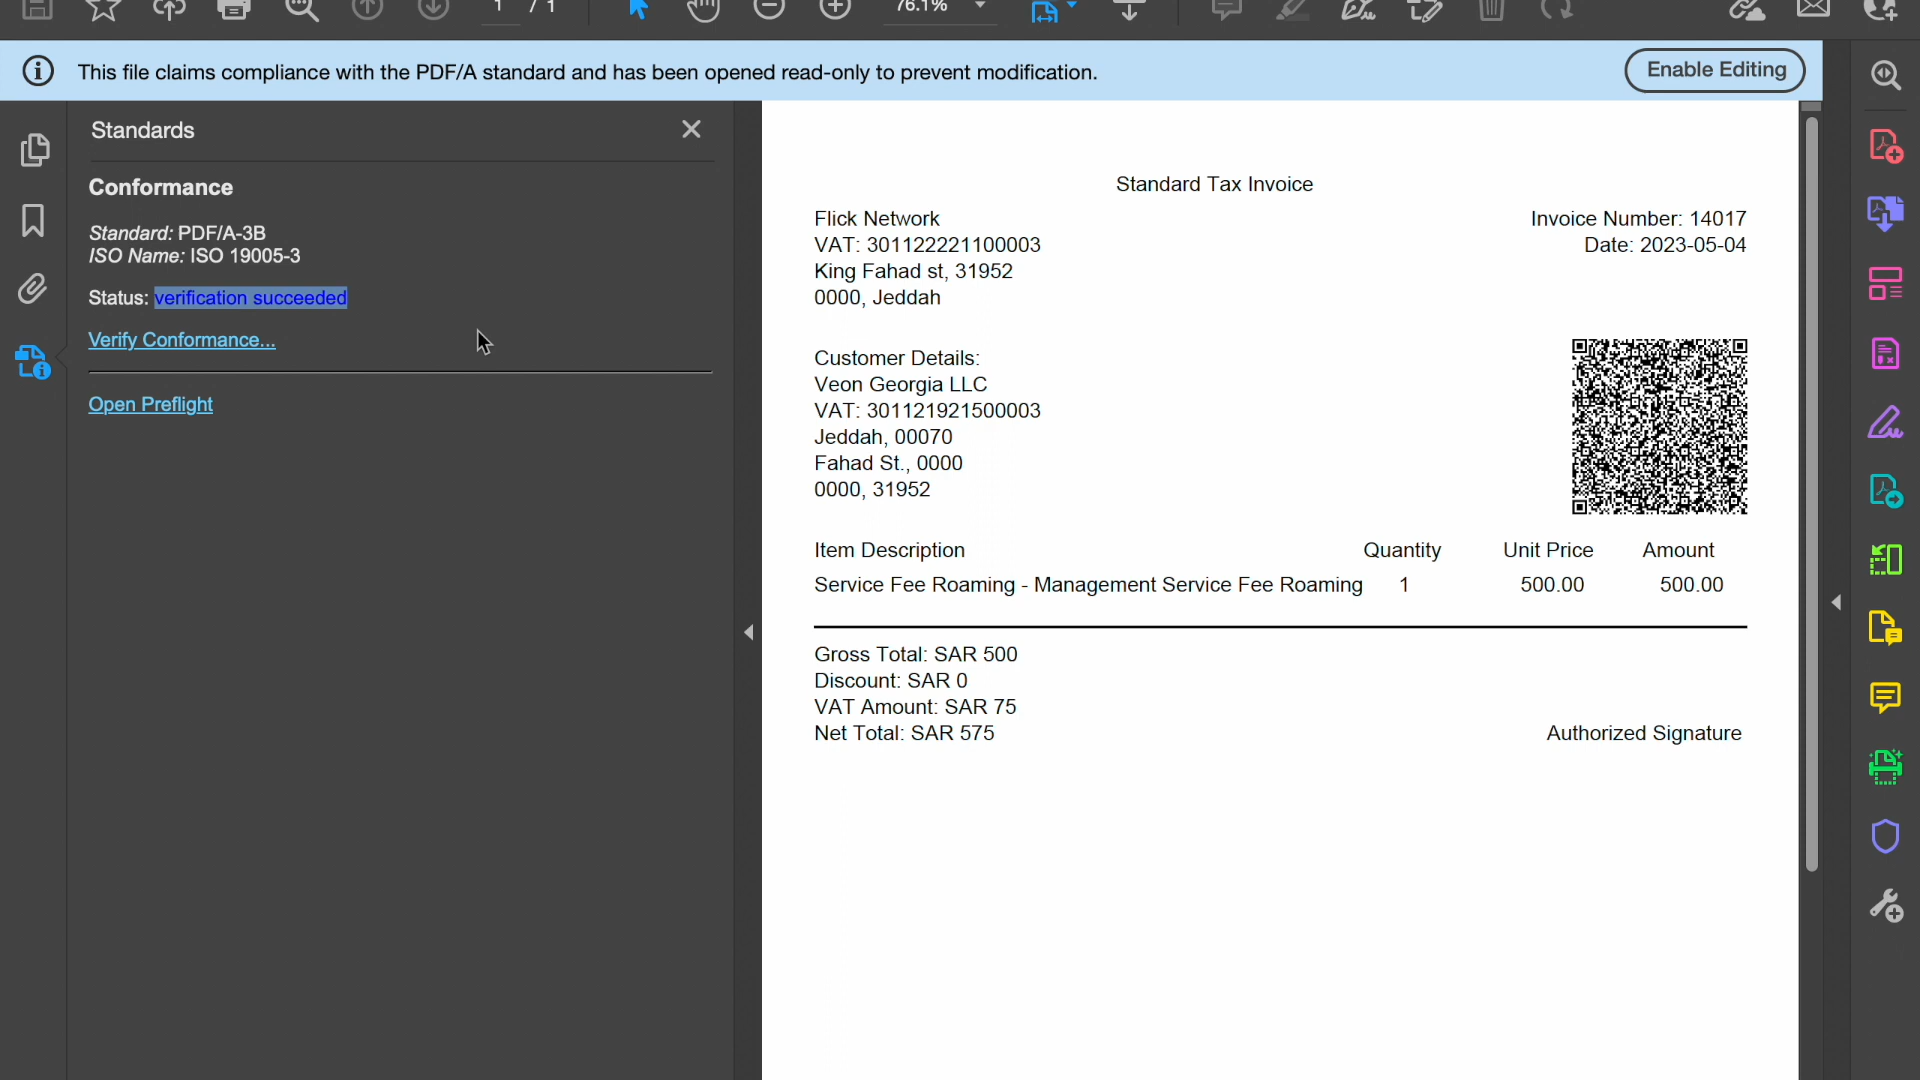 1 / 1
76.1%
This file claims compliance with the PDF/A standard and has been opened read-only to prevent modification.
Enable Editing
Standards
Conformance
Standard: PDF/A-3B
ISO Name: ISO 19005-3
Status: verification succeeded
Verify Conformance...
Open Preflight
Standard Tax Invoice
Flick Network
VAT: 301122221100003
King Fahad st, 31952
0000, Jeddah
Invoice Number: 14017
Date: 2023-05-04
Customer Details:
Veon Georgia LLC
VAT: 301121921500003
Jeddah, 00070
Fahad St., 0000
0000, 31952
Item Description Quantity Unit Price Amount
Service Fee Roaming - Management Service Fee Roaming 1 500.00 500.00
Gross Total: SAR 500
Discount: SAR 0
VAT Amount: SAR 75
Net Total: SAR 575
Authorized Signature